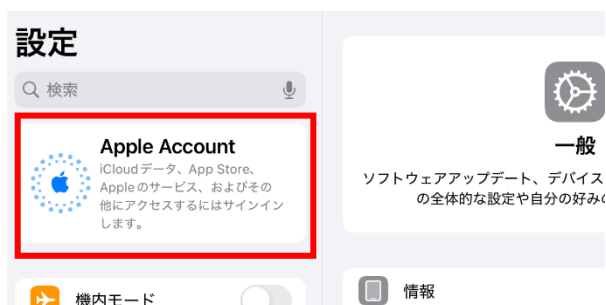 設定
検索
Apple Account
iCloudデータ、App Store、
Appleのサービス、およびその
他にアクセスするにはサインイン
します。
機内モード
一般
ソフトウェアアップデート、デバイス
の全体的な設定や自分の好みの
情報